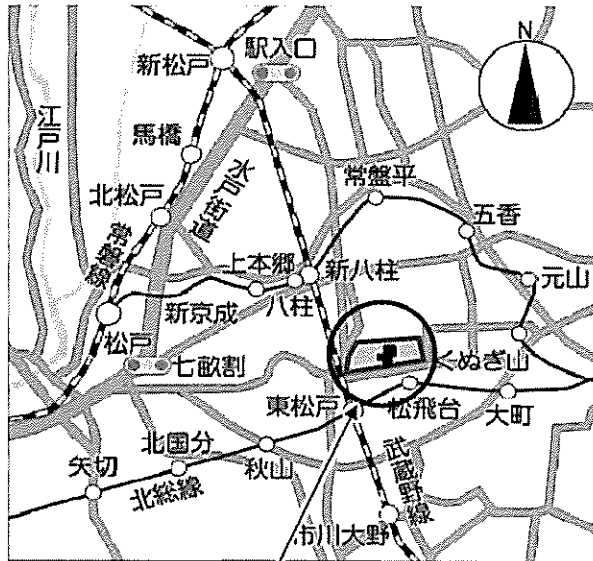 N
駅入口
新松戸
江戸川
馬橋
水戸街道
北松戸
常盤平
五香
常磐線
上本郷
新八柱
元山
八柱
新京成
松戸
七畝割
くぬぎ山
東松戸
松飛台
大町
北国分
矢切
秋山
北総線
武蔵野線
市川大野